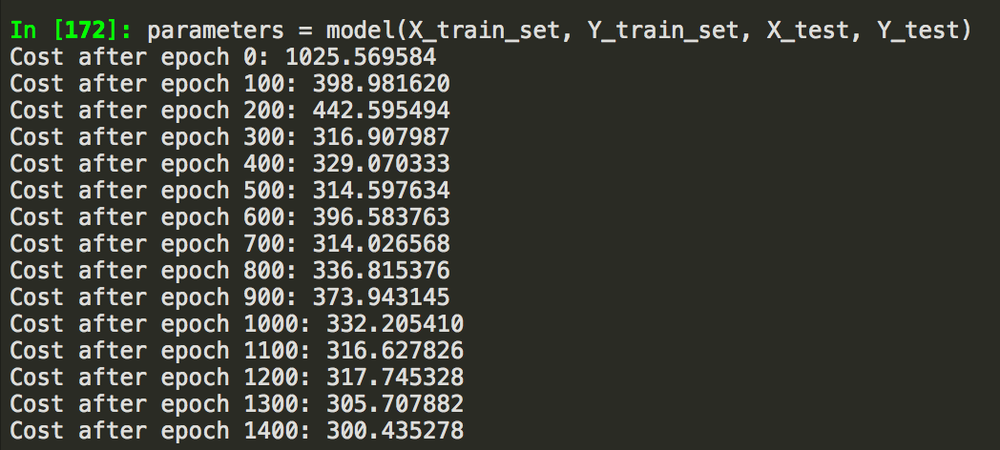 In [172]: parameters = model(X_train_set, Y_train_set, X_test, Y_test)
Cost after epoch 0: 1025.569584
Cost after epoch 100: 398.981620
Cost after epoch 200: 442.595494
Cost after epoch 300: 316.907987
Cost after epoch 400: 329.070333
Cost after epoch 500: 314.597634
Cost after epoch 600: 396.583763
Cost after epoch 700: 314.026568
Cost after epoch 800: 336.815376
Cost after epoch 900: 373.943145
Cost after epoch 1000: 332.205410
Cost after epoch 1100: 316.627826
Cost after epoch 1200: 317.745328
Cost after epoch 1300: 305.707882
Cost after epoch 1400: 300.435278